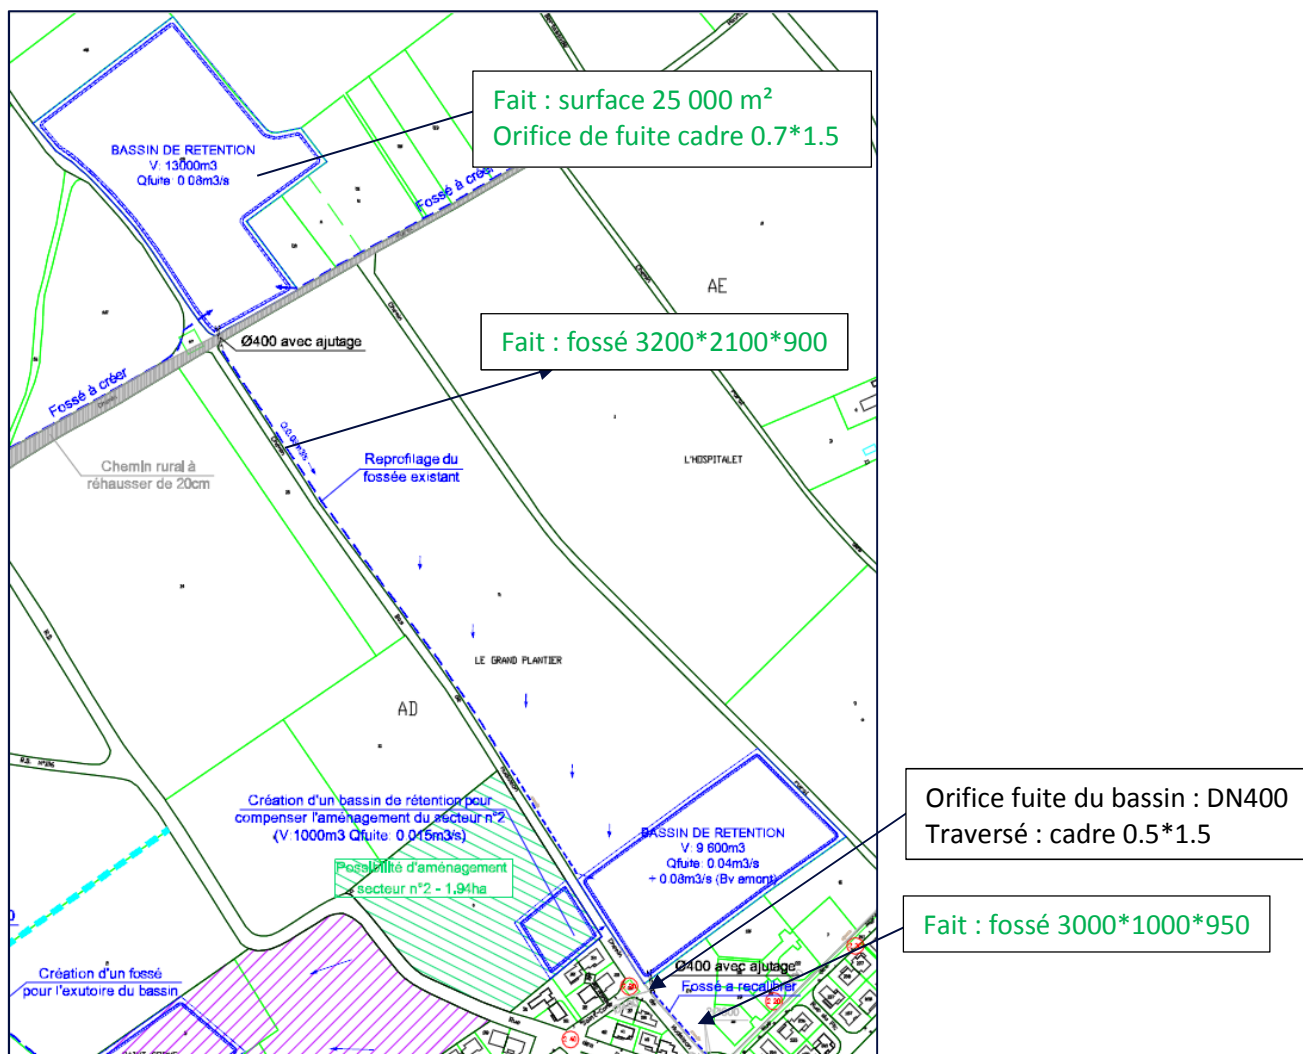 Fait : surface 25 000 m²
Orifice de fuite cadre 0.7*1.5
BASSIN DE RETENTION
V: 13000m3
Qfuite: 0.08m3/s
Fossé à créer
AE
Fait : fossé 3200*2100*900
Ø400 avec ajutage
Fossé à créer
Chemin rural à
réhausser de 20cm
Reprofilage du
fossée existant
L'HOSPITALET
LE GRAND PLANTIER
AD
Création d'un bassin de rétention pour
compenser l'aménagement du secteur n°2
(V:1000m3 Qfuite: 0.015m3/s)
Possibilité d'aménagement
secteur n°2 - 1,94ha
BASSIN DE RETENTION
V: 9 600m3
Qfuite: 0.04m3/s
+ 0.08m3/s (Bv amont)
Orifice fuite du bassin : DN400
Traversé : cadre 0.5*1.5
Fait : fossé 3000*1000*950
Ø400 avec ajutage
Fossé a recalibrer
Création d'un fossé
pour l'exutoire du bassin
Rue